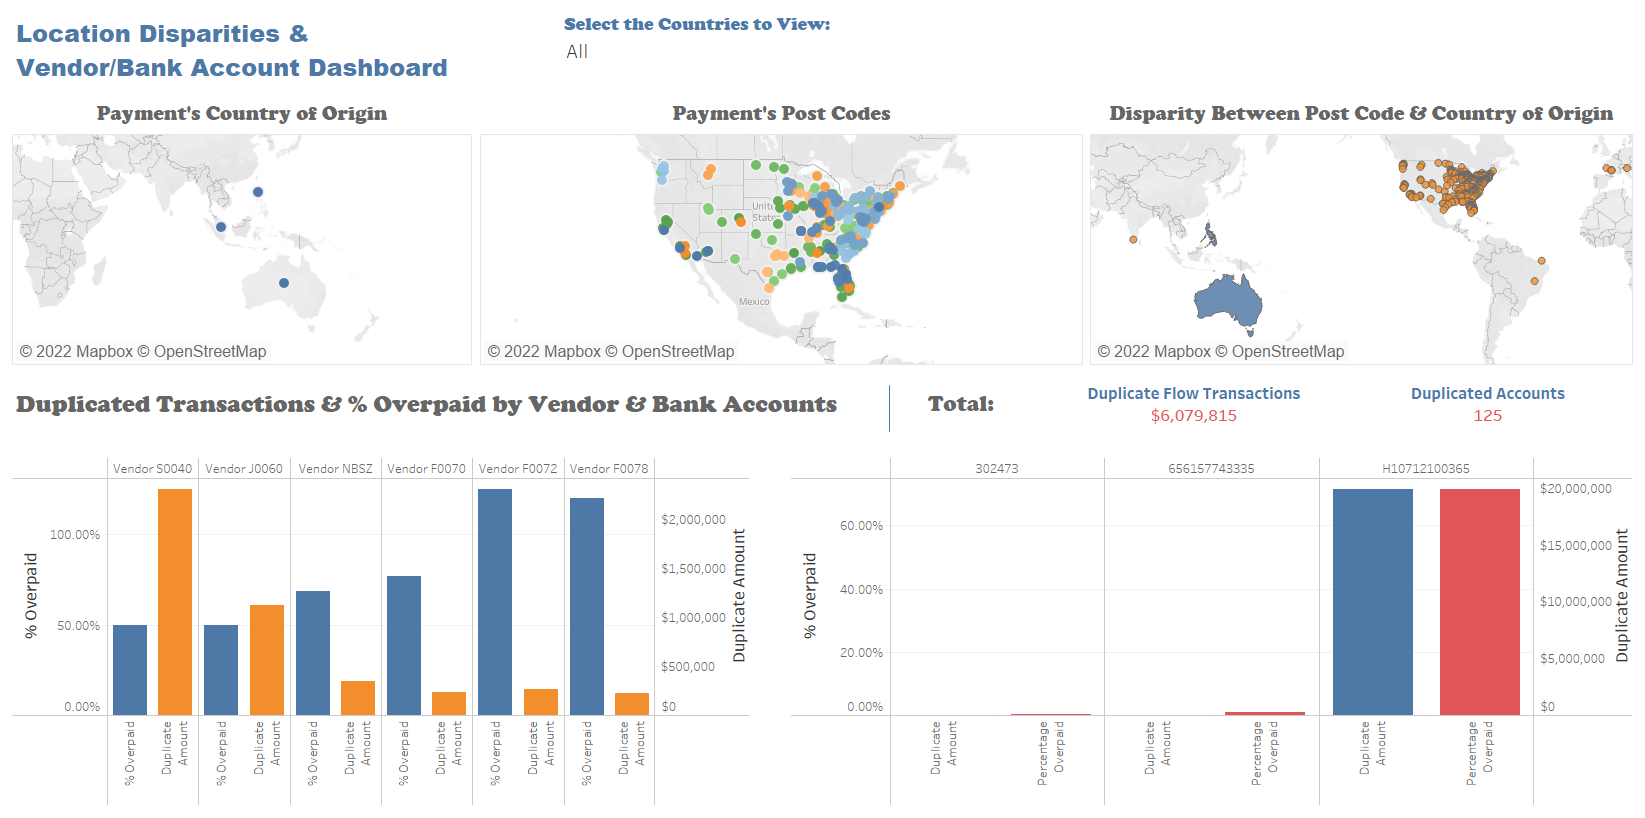 Location Disparities &
Vendor/Bank Account Dashboard
Select the Countries to View:
All
Payment's Country of Origin
Payment's Post Codes
Disparity Between Post Code & Country of Origin
© 2022 Mapbox © OpenStreetMap
United
States
Mexico
© 2022 Mapbox © OpenStreetMap
© 2022 Mapbox © OpenStreetMap
Duplicated Transactions & % Overpaid by Vendor & Bank Accounts
Total:
Duplicate Flow Transactions
$6,079,815
Duplicated Accounts
125
Vendor S0040
Vendor J0060
Vendor NBSZ
Vendor F0070
Vendor F0072
Vendor F0078
% Overpaid
100.00%
50.00%
0.00%
$2,000,000
$1,500,000
$1,000,000
$500,000
$0
Duplicate Amount
% Overpaid
Duplicate
Amount
% Overpaid
Duplicate
Amount
% Overpaid
Duplicate
Amount
% Overpaid
Duplicate
Amount
% Overpaid
Duplicate
Amount
% Overpaid
Duplicate
Amount
302473
656157743335
H10712100365
% Overpaid
60.00%
40.00%
20.00%
0.00%
$20,000,000
$15,000,000
$10,000,000
$5,000,000
$0
Duplicate Amount
Duplicate
Amount
Percentage
Overpaid
Duplicate
Amount
Percentage
Overpaid
Duplicate
Amount
Percentage
Overpaid